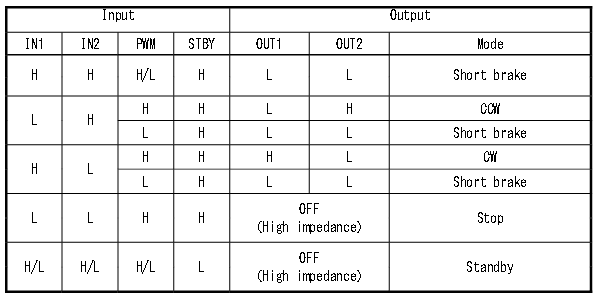 Input Output
IN1 IN2 PWM STBY OUT1 OUT2 Mode
H H H/L H L L Short brake
L H H H L H CCW
L H L L Short brake
H L H H H L CW
L H L L Short brake
L L H H OFF (High impedance) Stop
H/L H/L H/L L OFF (High impedance) Standby